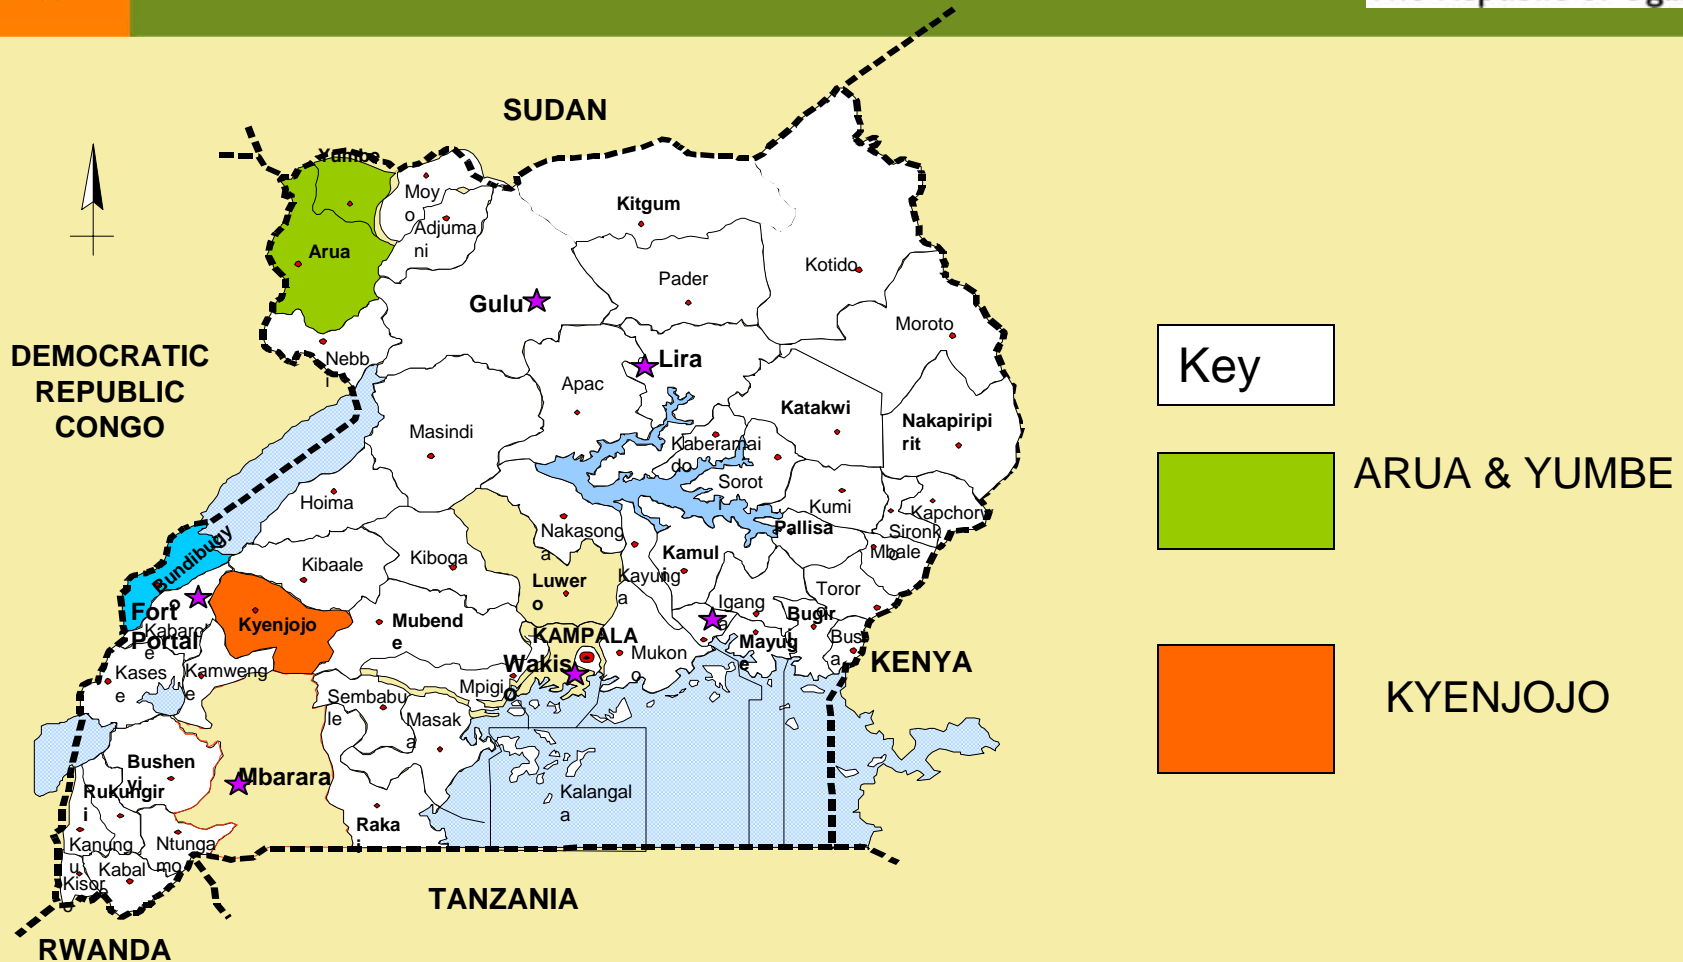 SUDAN
Yumbe
Moy
o
Adjuma
ni
Kitgum
Arua
Kotido
Pader
Gulu
Moroto
DEMOCRATIC
REPUBLIC
CONGO
Nebb
i
Lira
Apac
Key
Katakwi
Nakapiripi
rit
Masindi
Kaberamai
do
Sorot
i
ARUA & YUMBE
Hoima
Kumi
Kapchorw
Nakasong
a
Pallisa
Sironk
o
Mbale
Bundibugy
o
Kibaale
Kiboga
Kamul
i
Kayung
a
Luwer
o
Toror
o
Igang
a
Bugir
i
Fort
Portal
Kabarol
e
Kyenjojo
Mubend
e
KAMPALA
Mayug
e
Busi
a
Wakis
o
Mukon
o
KENYA
Kases
e
Kamweng
e
Mpigi
Sembabu
le
Masak
a
KYENJOJO
Bushen
yi
Mbarara
Rukungir
i
Kalangal
a
Raka
i
Kanung
u
Ntunga
mo
Kabal
Kisor
o
TANZANIA
RWANDA